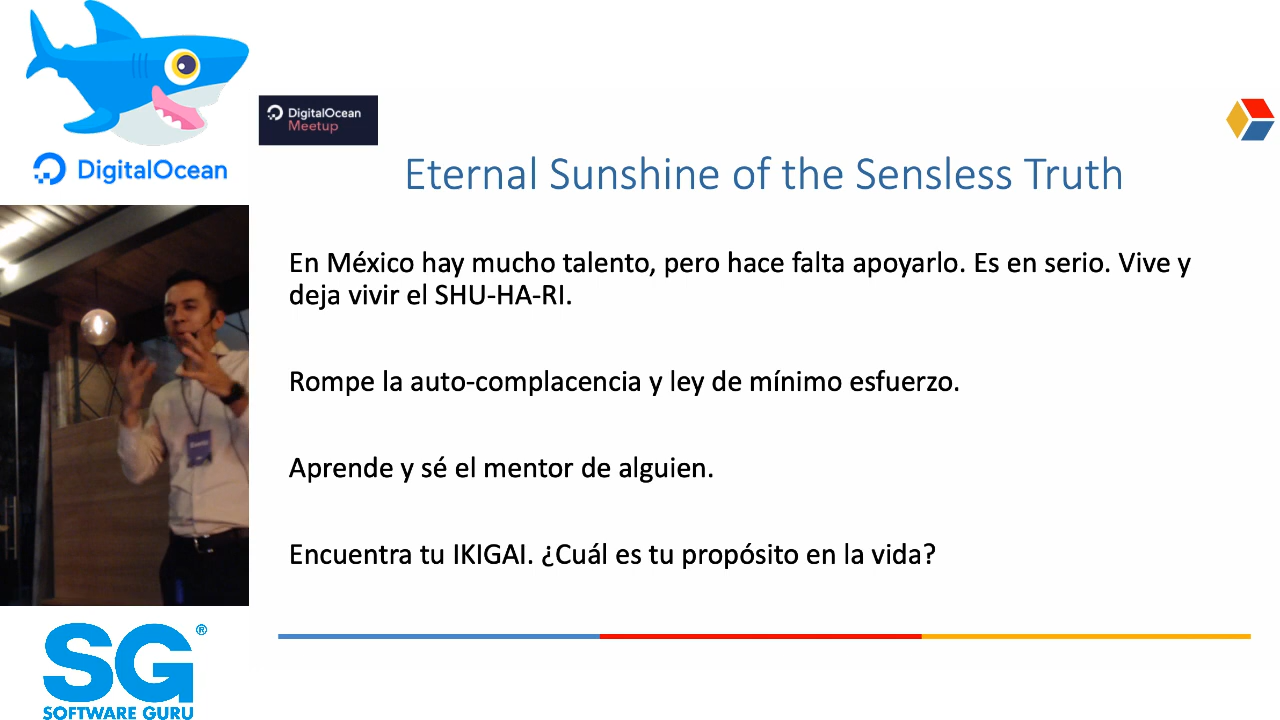 DigitalOcean
DigitalOcean
Meetup
Eternal Sunshine of the Sensless Truth
En México hay mucho talento, pero hace falta apoyarlo. Es en serio. Vive y
deja vivir el SHU-HA-RI.
Rompe la auto-complacencia y ley de mínimo esfuerzo.
Aprende y sé el mentor de alguien.
Encuentra tu IKIGAI. ¿Cuál es tu propósito en la vida?
SG®
SOFTWARE GURU